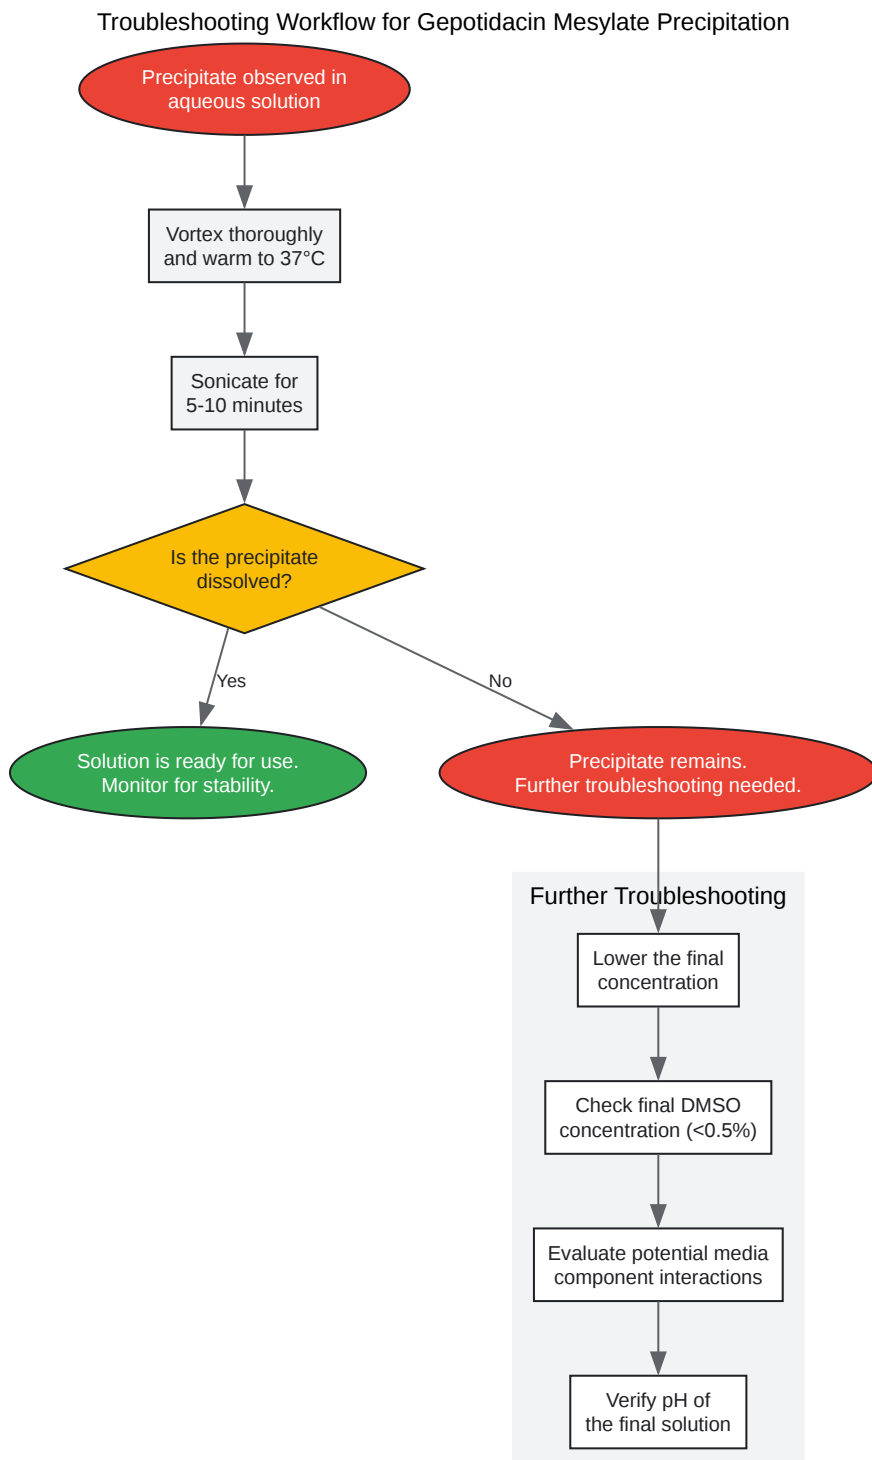 Troubleshooting Workflow for Gepotidacin Mesylate Precipitation
Precipitate observed in
aqueous solution
Vortex thoroughly
and warm to 37°C
Sonicate for
5-10 minutes
Is the precipitate
dissolved?
Yes
No
Solution is ready for use.
Monitor for stability.
Precipitate remains.
Further troubleshooting needed.
Further Troubleshooting
Lower the final
concentration
Check final DMSO
concentration (<0.5%)
Evaluate potential media
component interactions
Verify pH of
the final solution